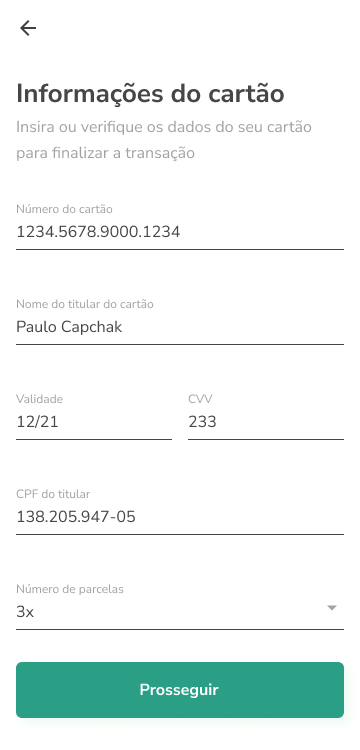 Informações do cartão
Insira ou verifique os dados do seu cartão
para finalizar a transação
Número do cartão
1234.5678.9000.1234
Nome do titular do cartão
Paulo Capchak
Validade
12/21
CVV
233
CPF do titular
138.205.947-05
Número de parcelas
3x
Prosseguir